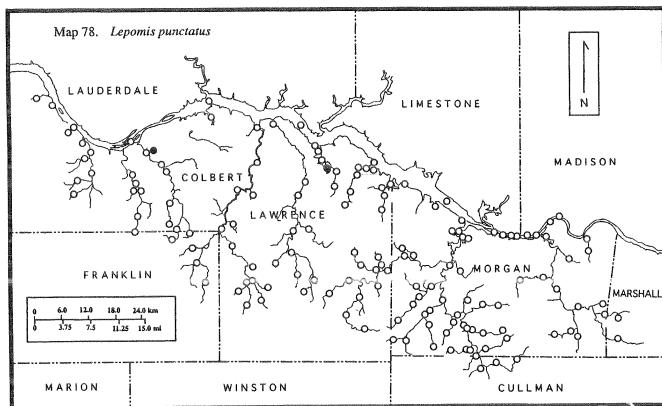 Map 78. Lepomis punctatus
LAUDERDALE
LIMESTONE
N
MADISON
COLBERT
LAWRENCE
FRANKLIN
MORGAN
MARSHALL
0 6.0 12.0 18.0 24.0 km
0 3.75 7.5 11.25 15.0 mi
MARION
WINSTON
CULLMAN